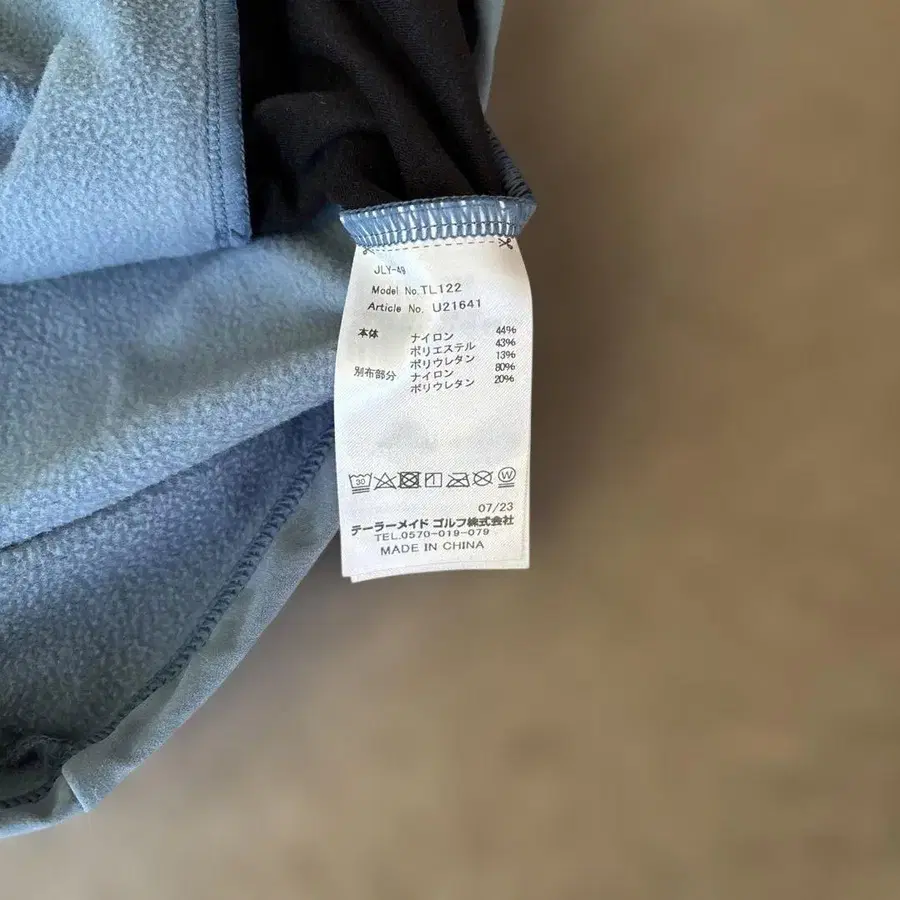 JLY-49
Model No.TL122
Article No. U21641
本体 ナイロン 44%
ポリエステル 43%
ポリウレタン 13%
別布部分 ナイロン 80%
ポリウレタン 20%
30 W
07/23
テーラーメイド ゴルフ株式会社
TEL.0570-019-079
MADE IN CHINA